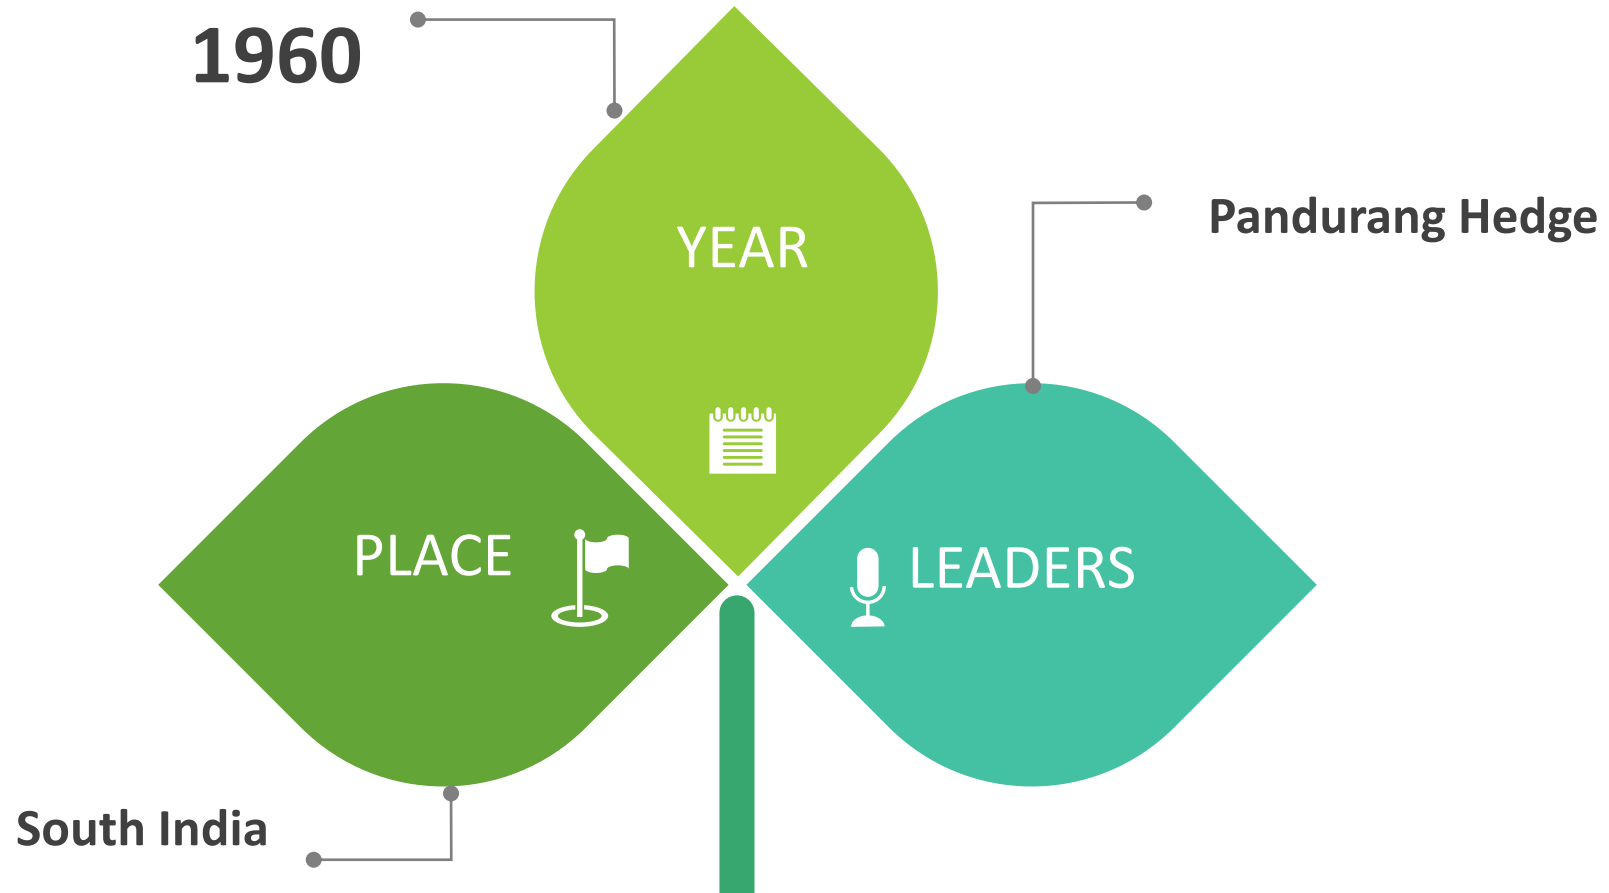 1960
Pandurang Hedge
YEAR
PLACE
LEADERS
South India